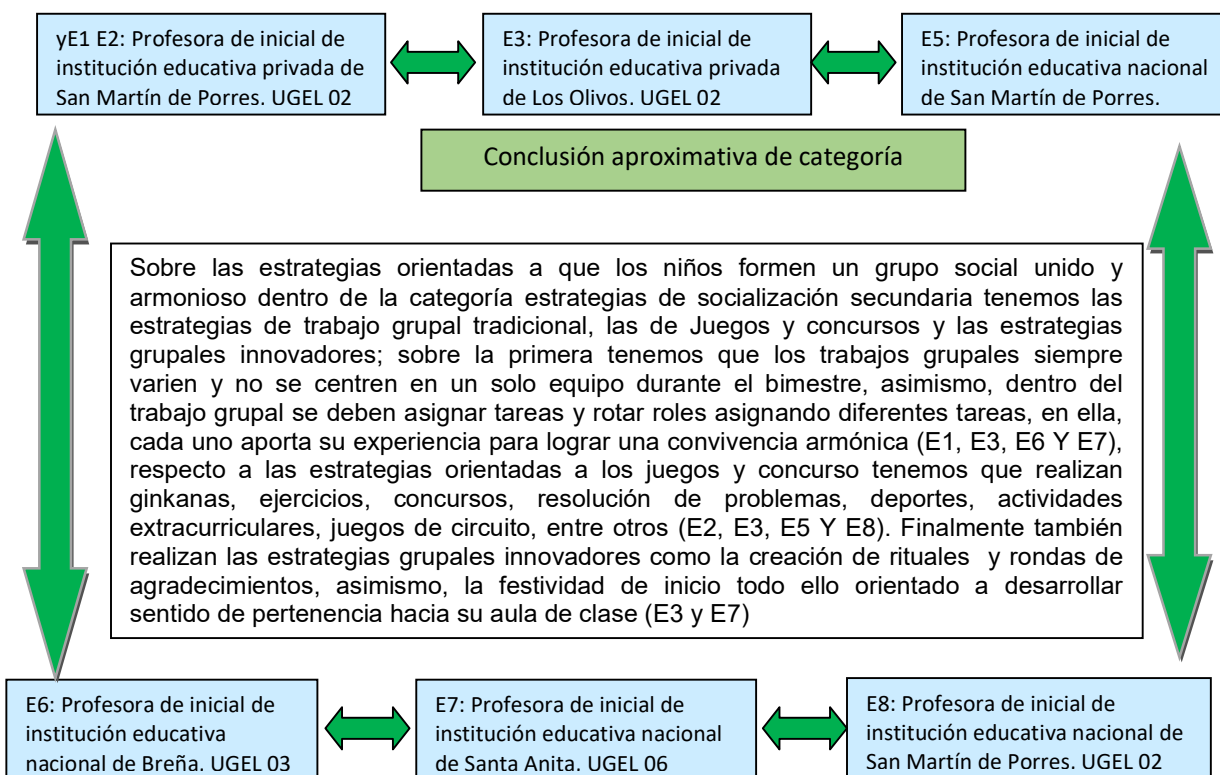 yE1 E2: Profesora de inicial de
institución educativa privada de
San Martín de Porres. UGEL 02
E3: Profesora de inicial de
institución educativa privada
de Los Olivos. UGEL 02
E5: Profesora de inicial de
institución educativa nacional
de San Martín de Porres.
Conclusión aproximativa de categoría
Sobre las estrategias orientadas a que los niños formen un grupo social unido y
armonioso dentro de la categoría estrategias de socialización secundaria tenemos las
estrategias de trabajo grupal tradicional, las de Juegos y concursos y las estrategias
grupales innovadores; sobre la primera tenemos que los trabajos grupales siempre
varien y no se centren en un solo equipo durante el bimestre, asimismo, dentro del
trabajo grupal se deben asignar tareas y rotar roles asignando diferentes tareas, en ella,
cada uno aporta su experiencia para lograr una convivencia armónica (E1, E3, E6 Y E7),
respecto a las estrategias orientadas a los juegos y concurso tenemos que realizan
ginkanas, ejercicios, concursos, resolución de problemas, deportes, actividades
extracurriculares, juegos de circuito, entre otros (E2, E3, E5 Y E8). Finalmente también
realizan las estrategias grupales innovadores como la creación de rituales y rondas de
agradecimientos, asimismo, la festividad de inicio todo ello orientado a desarrollar
sentido de pertenencia hacia su aula de clase (E3 y E7)
E6: Profesora de inicial de
institución educativa
nacional de Breña. UGEL 03
E7: Profesora de inicial de
institución educativa nacional
de Santa Anita. UGEL 06
E8: Profesora de inicial de
institución educativa nacional de
San Martín de Porres. UGEL 02